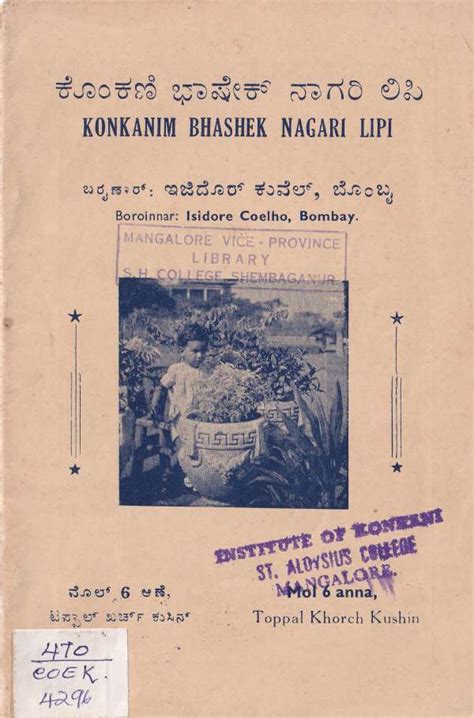 ಕೊಂಕಣಿ ಭಾಷೇಕ್ ನಾಗರಿ ಲಿಪಿ
KONKANIM BHASHEK NAGARI LIPI
ಬರೈಣಾರ್: ಇಜಿದೋರ್ ಕುವೆಲ್, ಬೊಂಬೈ
Boroinnar: Isidore Coelho, Bombay.
MANGALORE VICE-PROVINCE
LIBRARY
S.H. COLLEGE SHEMBAGANUR
INSTITUTE OF KONKANI
ST. ALOYSIUS COLLEGE
MANGALORE.
ಮೊಲ್ 6 ಆಣೆ,
Mol 6 anna,
ಟಪ್ಪಾಲ್ ಖರ್ಚ್ ಕುಸಿನ್
Toppal Khorch Kushin
470
COEK.
4296